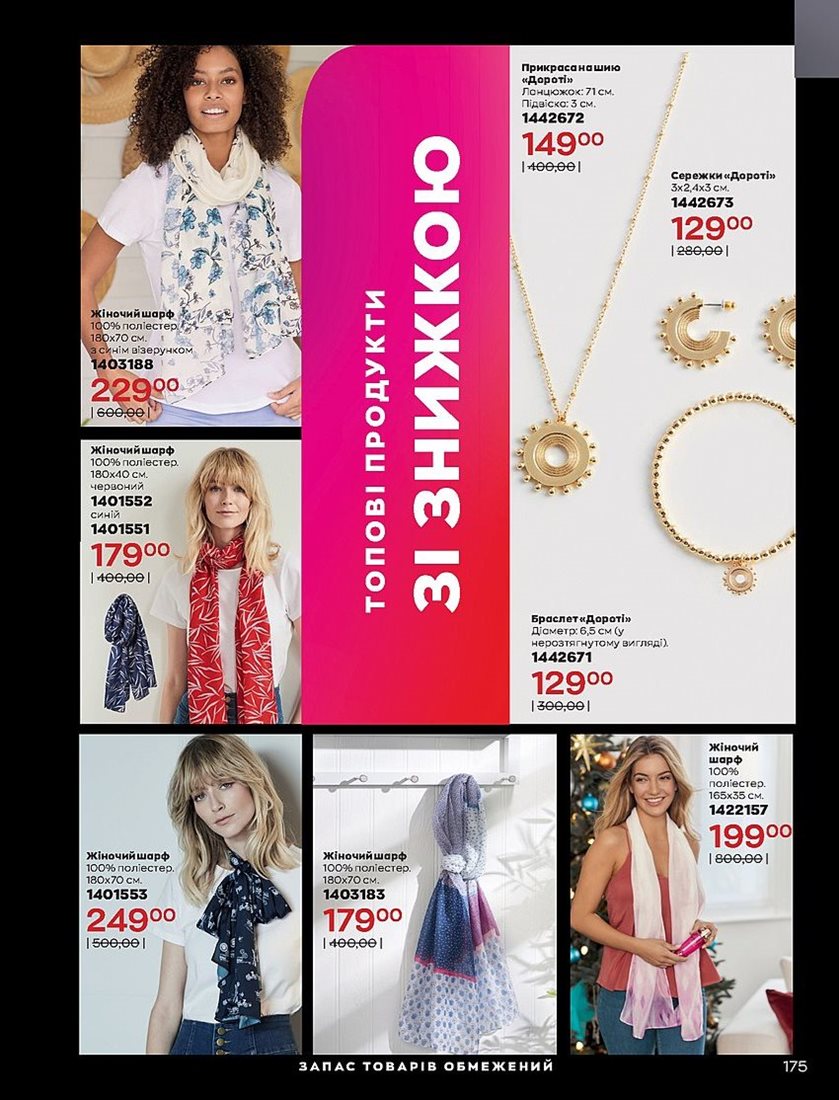 Жіночий шарф
100% поліестер.
180х70 см.
з синім візерунком
1403188
22900
|600,00|
Жіночий шарф
100% поліестер.
180х40 см.
червоний
1401552
синій
1401551
17900
|400,00|
ТОПОВІ ПРОДУКТИ
ЗІ ЗНИЖКОЮ
Прикраса на шию
«Дороті»
Ланцюжок: 71 см.
Підвіска: 3 см.
1442672
14900
|400,00|
Сережки «Дороті»
3х2,4х3 см.
1442673
12900
|280,00|
Браслет «Дороті»
Діаметр: 6,5 см (у
нерозтягнутому вигляді).
1442671
12900
|300,00|
Жіночий шарф
100% поліестер.
180х70 см.
1401553
24900
|500,00|
Жіночий шарф
100% поліестер.
180х70 см.
1403183
17900
|400,00|
Жіночий
шарф
100%
поліестер.
165х35 см.
1422157
19900
|800,00|
ЗАПАС ТОВАРІВ ОБМЕЖЕНИЙ
175